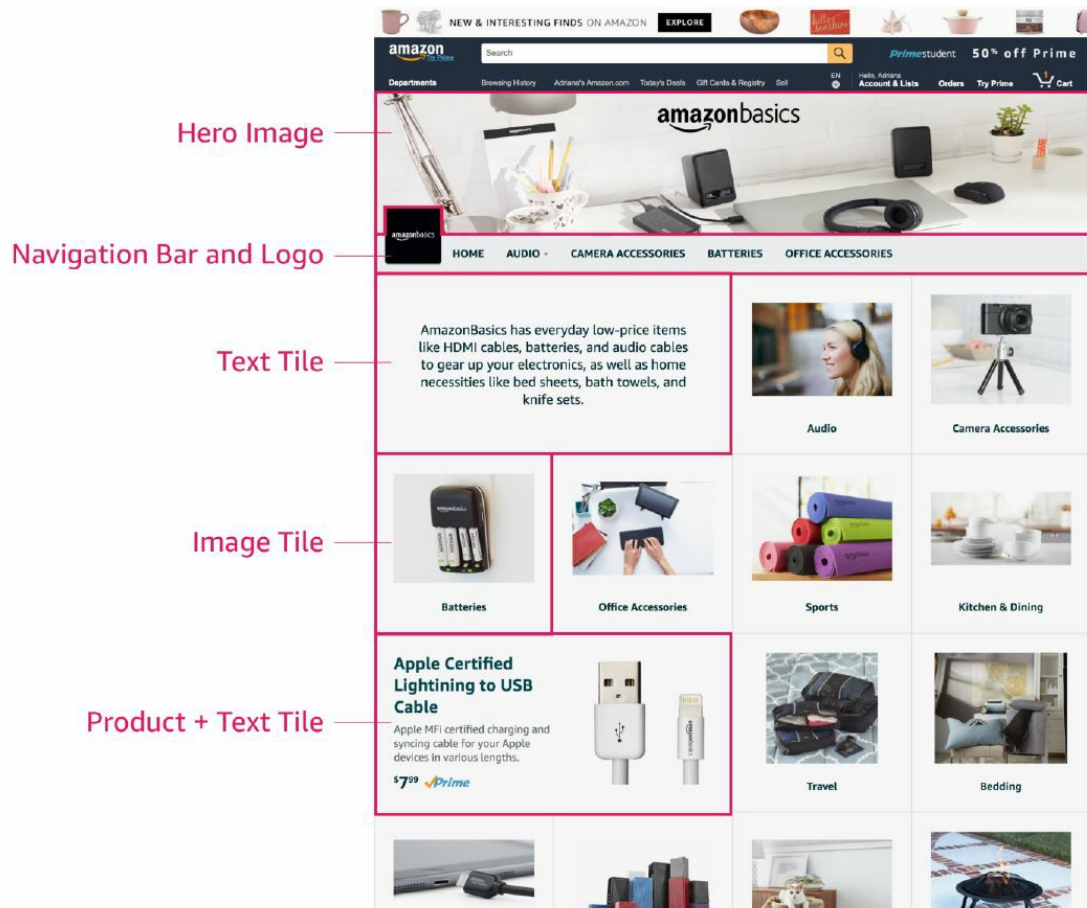 NEW & INTERESTING FINDS ON AMAZON EXPLORE
hello sunshine
amazon
Try Prime
Search
Primestudent 50% off Prime
Departments
Browsing History Adriana's Amazon.com Today's Deals Gift Cards & Registry Sell
EN
Hello, Adriana
Account & Lists Orders Try Prime 1 Cart
Hero Image
amazonbasics
Navigation Bar and Logo
amazonbasics
HOME AUDIO CAMERA ACCESSORIES BATTERIES OFFICE ACCESSORIES
Text Tile
AmazonBasics has everyday low-price items
like HDMI cables, batteries, and audio cables
to gear up your electronics, as well as home
necessities like bed sheets, bath towels, and
knife sets.
Audio
Camera Accessories
Image Tile
amazonbasics
Batteries
Office Accessories
Sports
Kitchen & Dining
Product + Text Tile
Apple Certified
Lightining to USB
Cable
Apple MFi certified charging and
syncing cable for your Apple
devices in various lengths.
$799 Prime
amazonbasics
Travel
Bedding